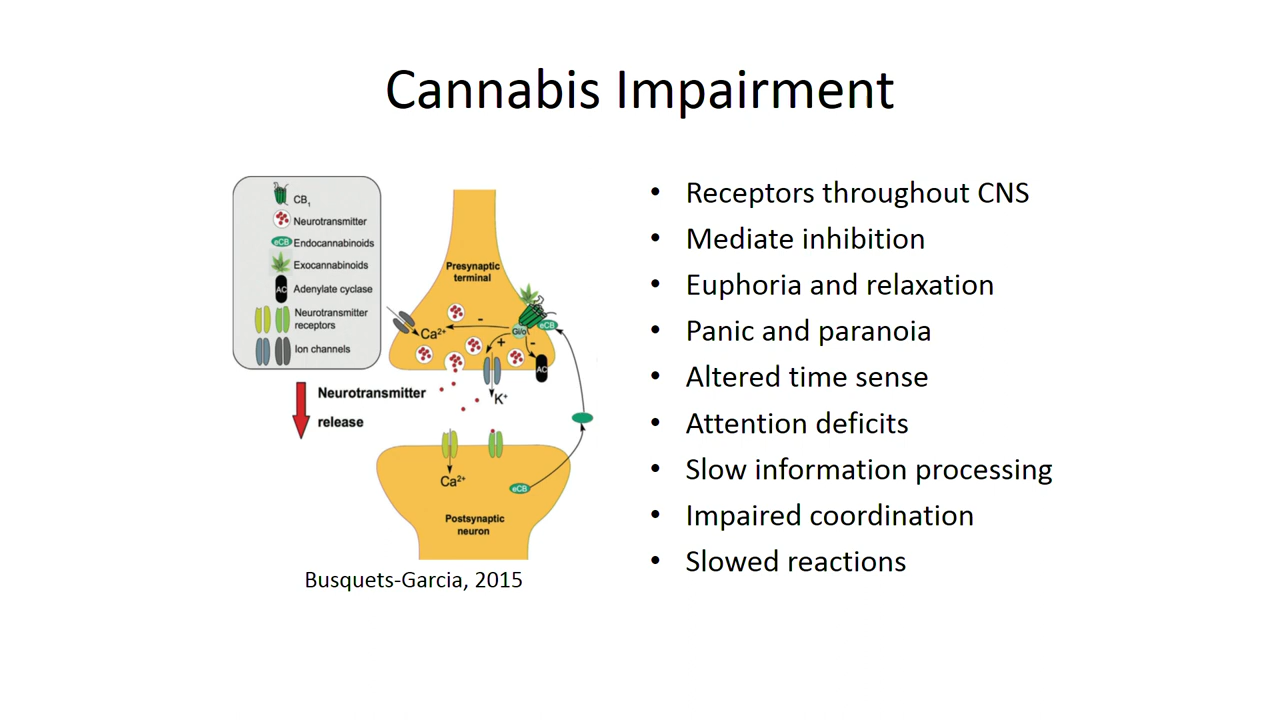 Cannabis Impairment
CB1
Neurotransmitter
eCB Endocannabinoids
Exocannabinoids
AC Adenylate cyclase
Neurotransmitter
receptors
Ion channels
Neurotransmitter
release
Presynaptic
terminal
Ca2+
-
Gi/o
eCB
+
-
AC
K+
Ca2+
eCB
Postsynaptic
neuron
Busquets-Garcia, 2015
• Receptors throughout CNS
• Mediate inhibition
• Euphoria and relaxation
• Panic and paranoia
• Altered time sense
• Attention deficits
• Slow information processing
• Impaired coordination
• Slowed reactions